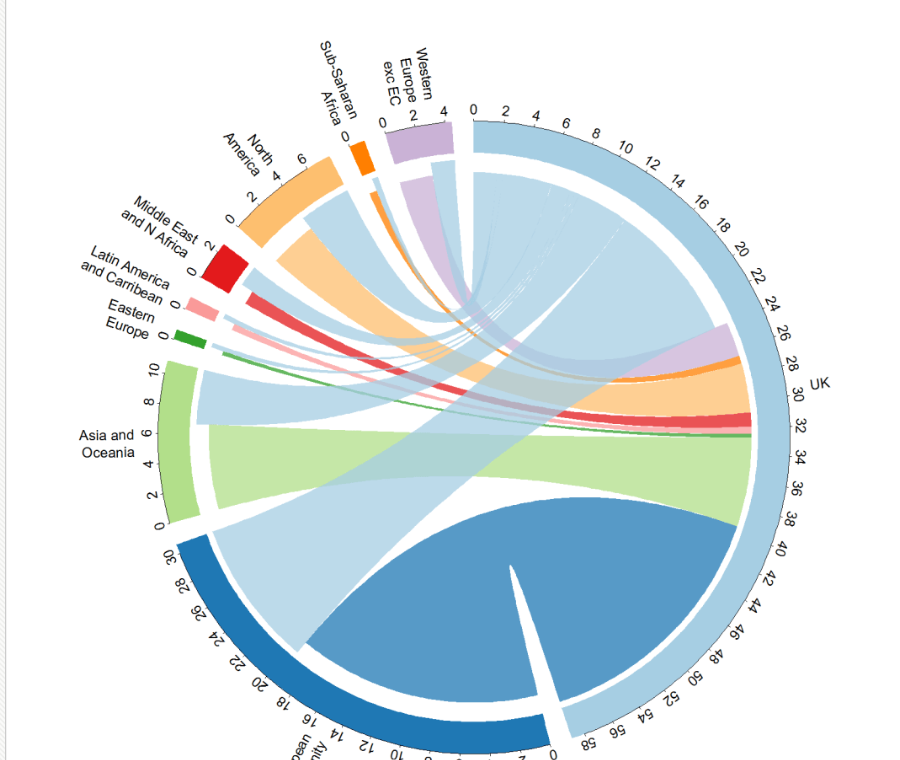 Sub-Saharan
Africa
0
Western
Europe
exc EC
0 2 4
North
America
0 2 4 6
Middle East
and N Africa
0 2
Latin America
and Carribean
0
Eastern
Europe
0
Asia and
Oceania
0 2 4 6 8 10
UK
0 2 4 6 8 10 12 14 16 18 20 22 24 26 28 30 32 34 36 38 40 42 44 46 48 50 52 54 56 58
0 2 10 12 14 16 18 20 22 24 26 28 30